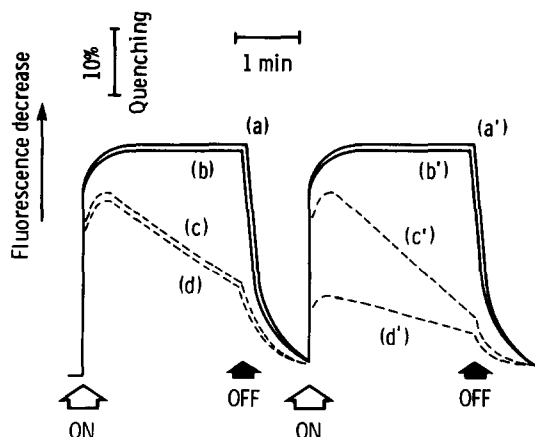 10%
Quenching
1 min
Fluorescence decrease
(a)
(b)
(c)
(d)
(a')
(b')
(c')
(d')
ON
OFF
ON
OFF